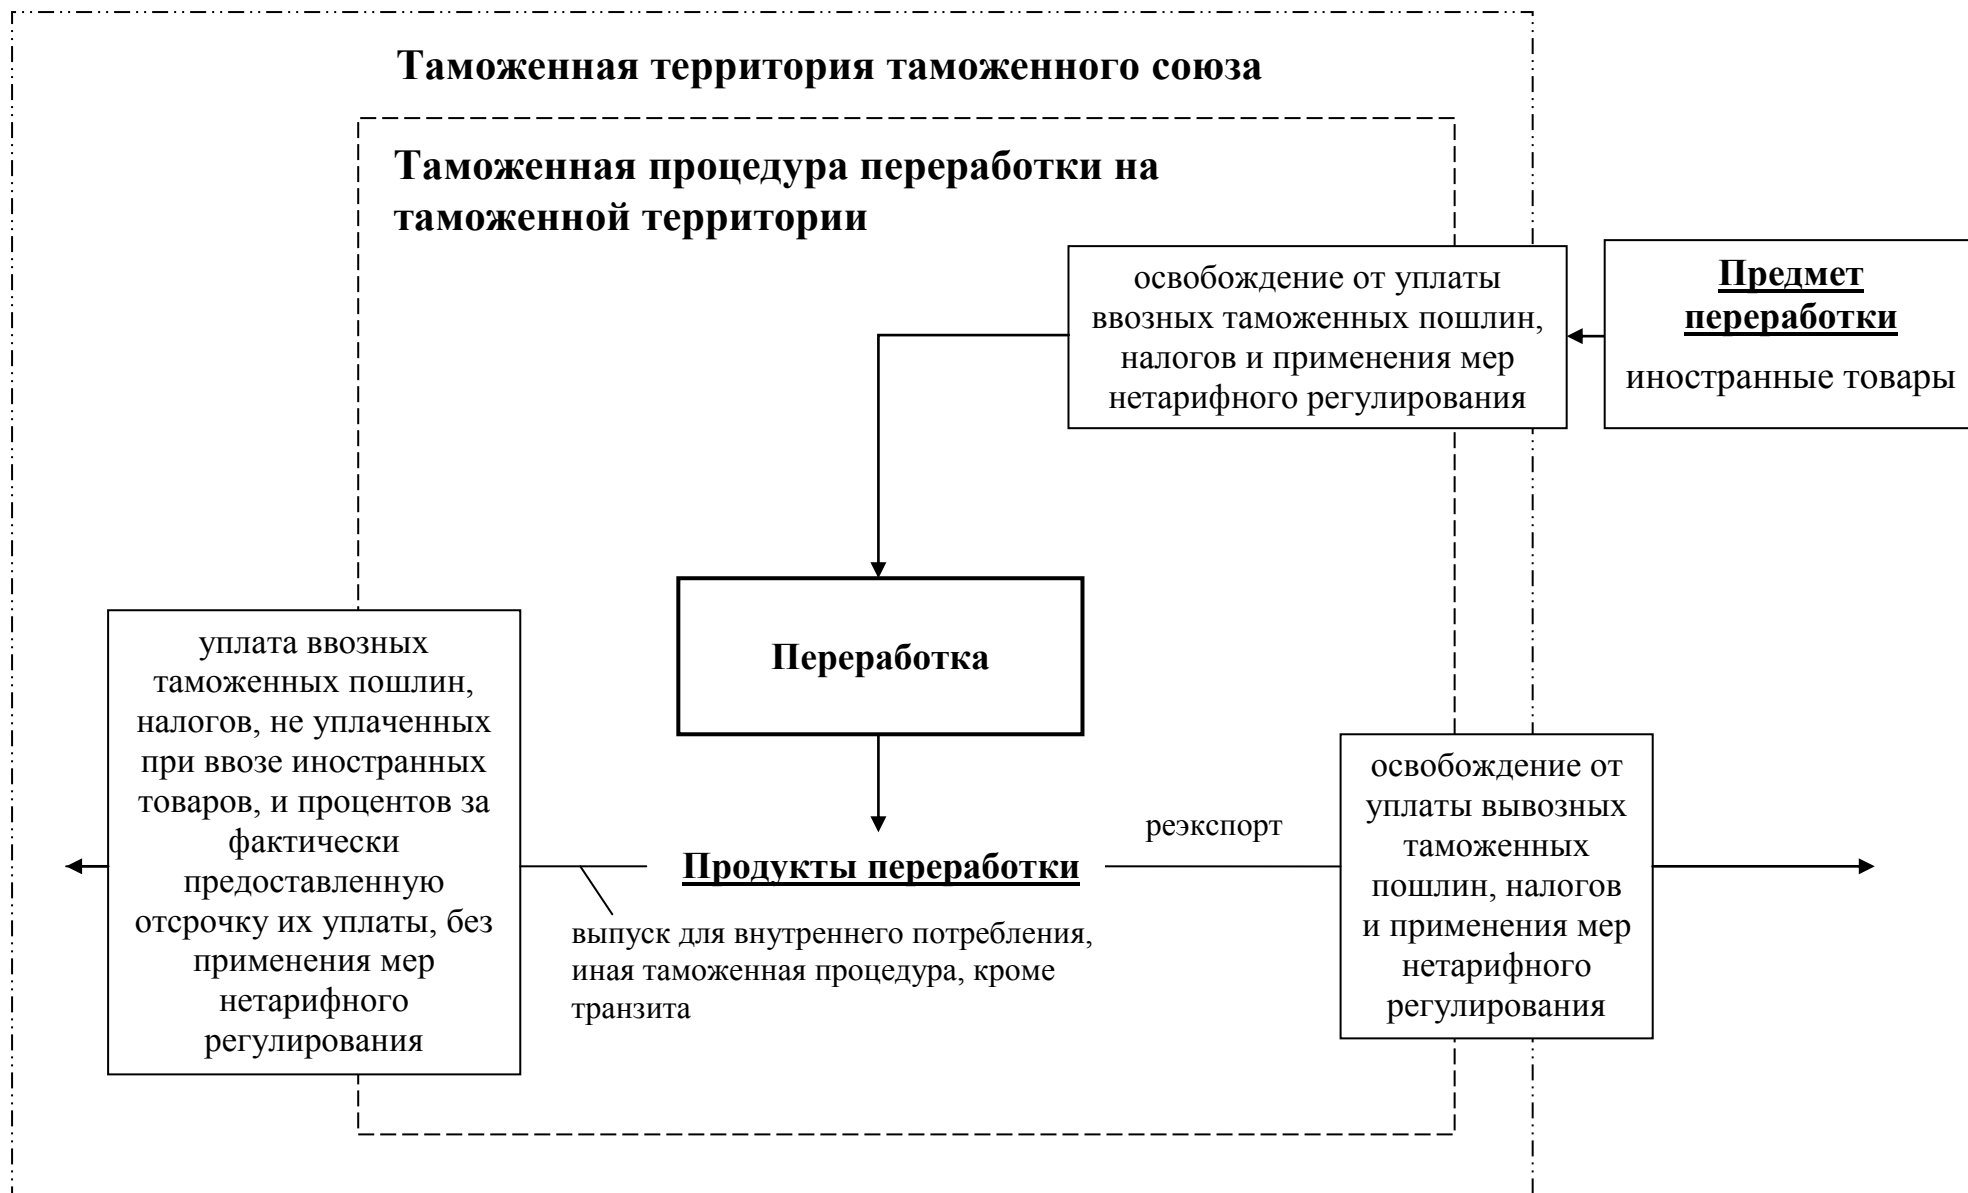 Таможенная территория таможенного союза
Таможенная процедура переработки на
таможенной территории
освобождение от уплаты
ввозных таможенных пошлин,
налогов и применения мер
нетарифного регулирования
Предмет
переработки
иностранные товары
Переработка
уплата ввозных
таможенных пошлин,
налогов, не уплаченных
при ввозе иностранных
товаров, и процентов за
фактически
предоставленную
отсрочку их уплаты, без
применения мер
нетарифного
регулирования
Продукты переработки
реэкспорт
выпуск для внутреннего потребления,
иная таможенная процедура, кроме
транзита
освобождение от
уплаты вывозных
таможенных
пошлин, налогов
и применения мер
нетарифного
регулирования